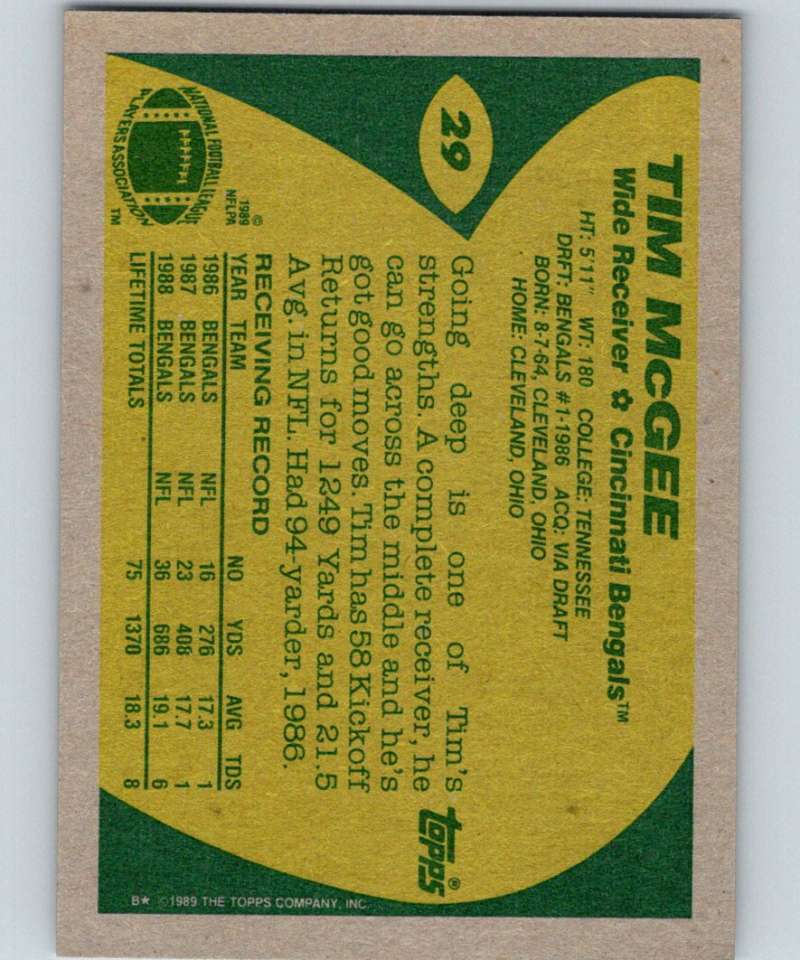 29
TIM McGEE
Wide Receiver ✿ Cincinnati Bengals™
HT: 5'11" WT: 180 COLLEGE: TENNESSEE
DRFT: BENGALS #1-1986 ACQ: VIA DRAFT
BORN: 8-7-64, CLEVELAND, OHIO
HOME: CLEVELAND, OHIO
Going deep is one of Tim's
strengths. A complete receiver, he
can go across the middle and he's
got good moves. Tim has 58 Kickoff
Returns for 1249 Yards and 21.5
Avg. in NFL. Had 94-yarder, 1986.
RECEIVING RECORD
YEAR TEAM NO YDS AVG TDS
1986 BENGALS NFL 16 276 17.3 1
1987 BENGALS NFL 23 408 17.7 1
1988 BENGALS NFL 36 686 19.1 6
LIFETIME TOTALS 75 1370 18.3 8
NATIONAL FOOTBALL LEAGUE
PLAYERS ASSOCIATION
™
©
1989
NFLPA
topps®
B★ ©1989 THE TOPPS COMPANY, INC.